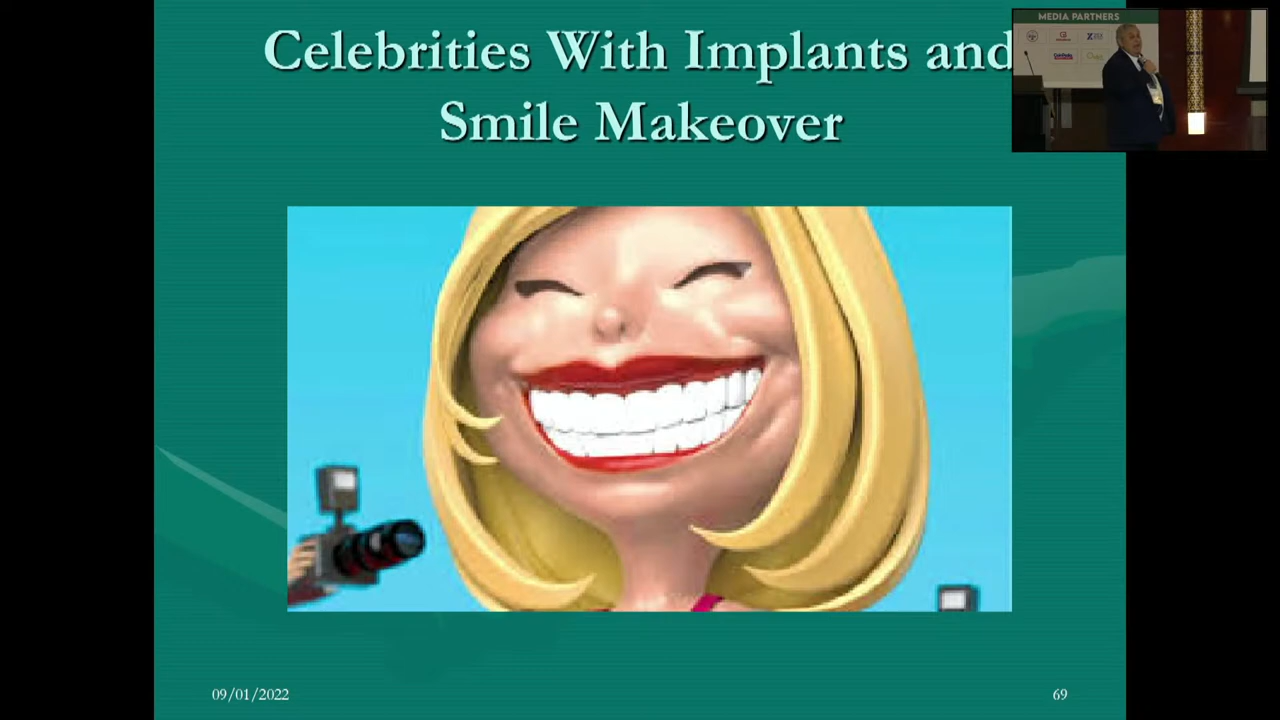 Celebrities With Implants and
Smile Makeover
MEDIA PARTNERS
09/01/2022
69